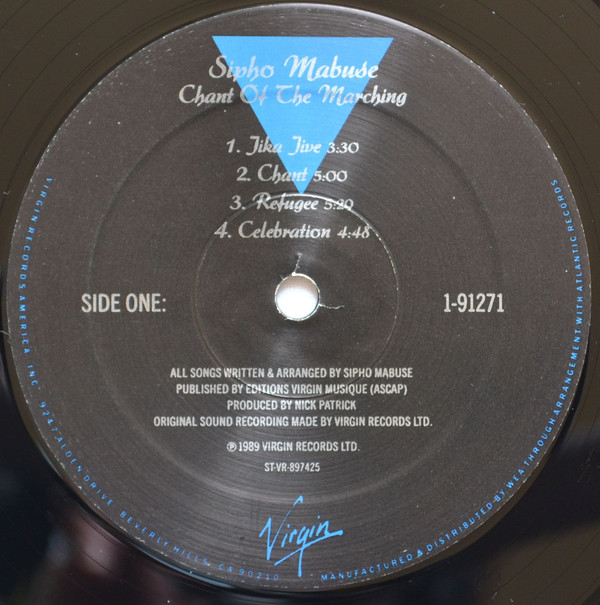 Sipho Mabuse
Chant Of The Marching
1. Jika Jive 3:30
2. Chant 5:00
3. Refugee 5:20
4. Celebration 4:48
SIDE ONE:
1-91271
ALL SONGS WRITTEN & ARRANGED BY SIPHO MABUSE
PUBLISHED BY EDITIONS VIRGIN MUSIQUE (ASCAP)
PRODUCED BY NICK PATRICK
ORIGINAL SOUND RECORDING MADE BY VIRGIN RECORDS LTD.
℗ 1989 VIRGIN RECORDS LTD.
ST-VR-897425
Virgin
VIRGIN RECORDS AMERICA, INC. 9247 ALDEN DRIVE, BEVERLY HILLS, CA 90210
MANUFACTURED & DISTRIBUTED BY WEA THROUGH ARRANGEMENT WITH ATLANTIC RECORDS